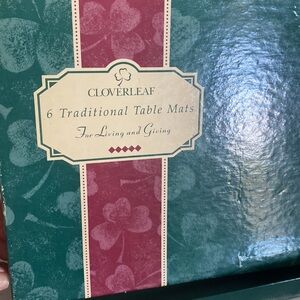 CLOVERLEAF
6 Traditional Table Mats
For Living and Giving